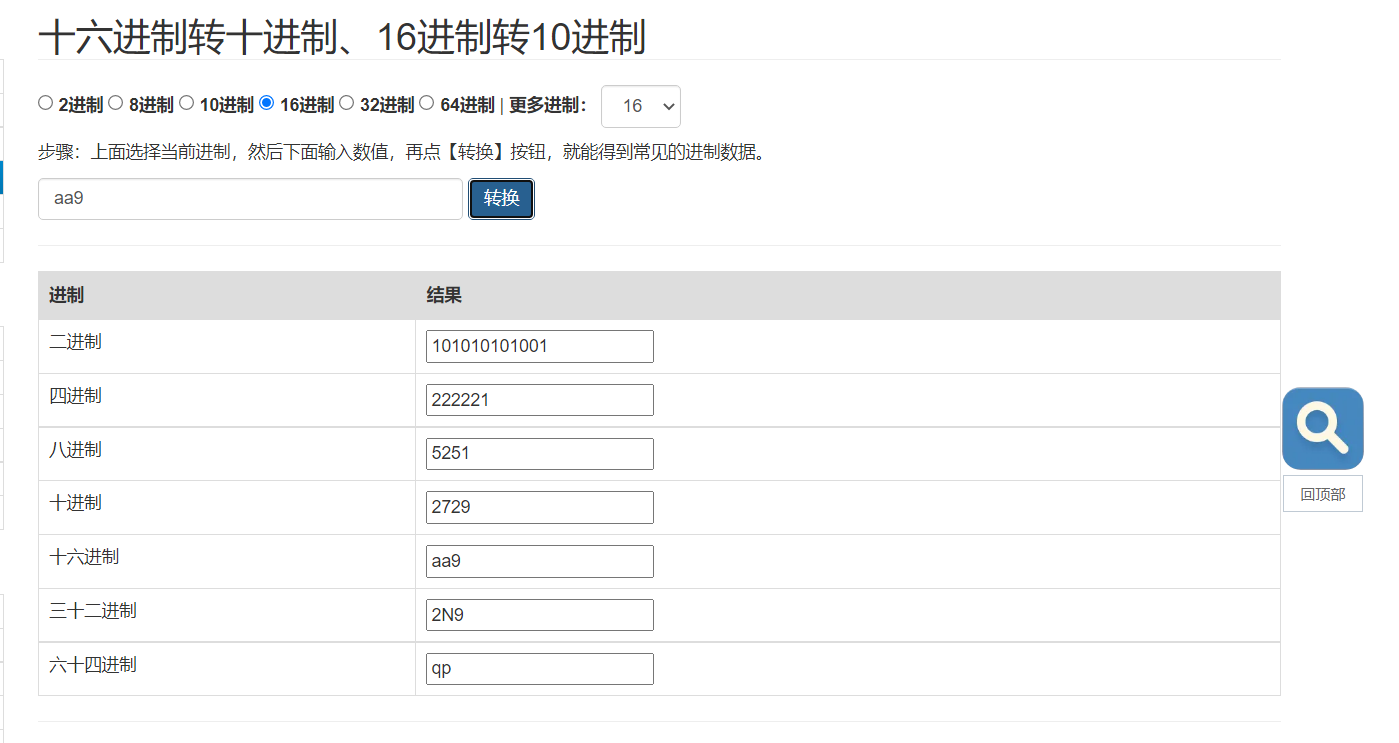 十六进制转十进制、16进制转10进制
2进制 8进制 10进制 16进制 32进制 64进制 | 更多进制： 16
步骤：上面选择当前进制，然后下面输入数值，再点【转换】按钮，就能得到常见的进制数据。
aa9 转换
进制 结果
二进制 101010101001
四进制 222221
八进制 5251
十进制 2729
十六进制 aa9
三十二进制 2N9
六十四进制 qp
回顶部